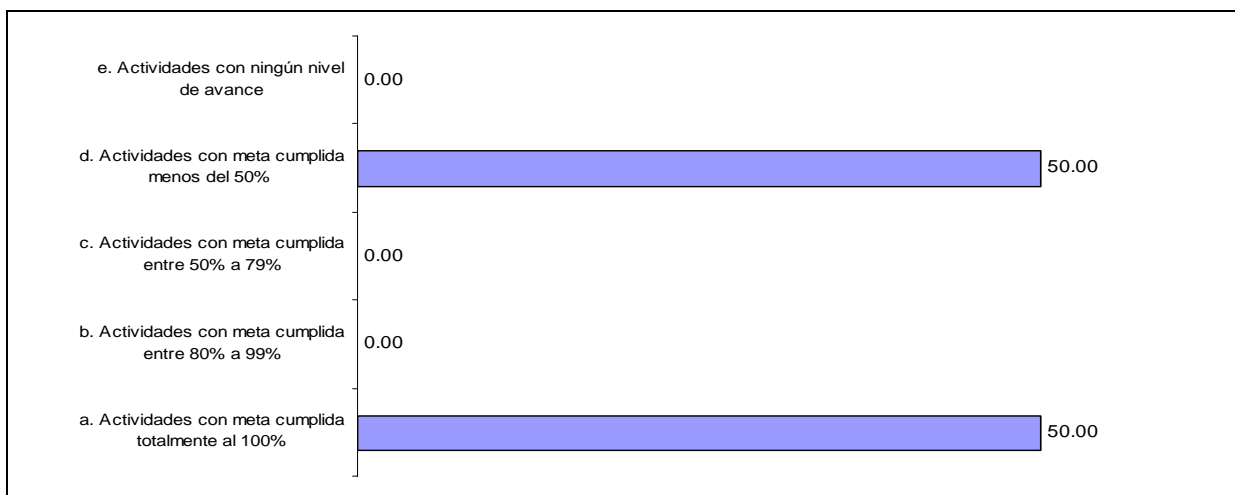 e. Actividades con ningún nivel
de avance
0.00
d. Actividades con meta cumplida
menos del 50%
50.00
c. Actividades con meta cumplida
entre 50% a 79%
0.00
b. Actividades con meta cumplida
entre 80% a 99%
0.00
a. Actividades con meta cumplida
totalmente al 100%
50.00